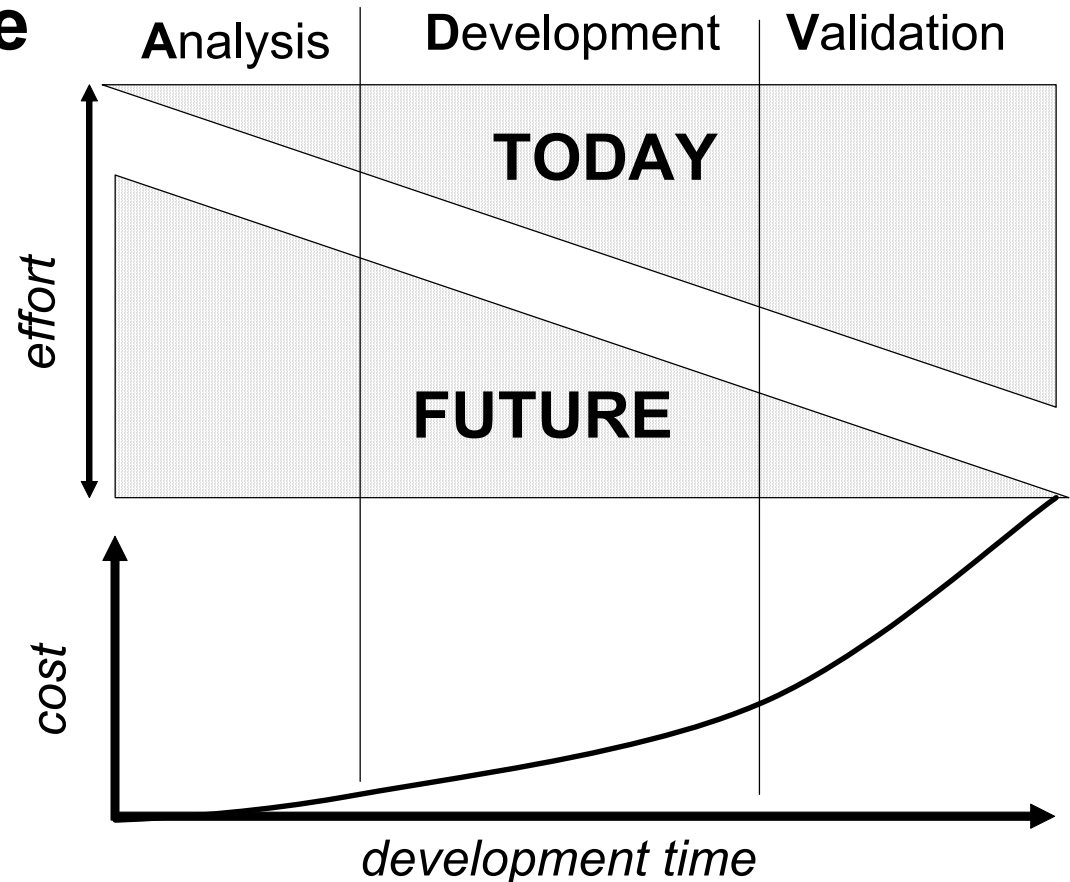 e
Analysis Development Validation
TODAY
effort
FUTURE
cost
development time